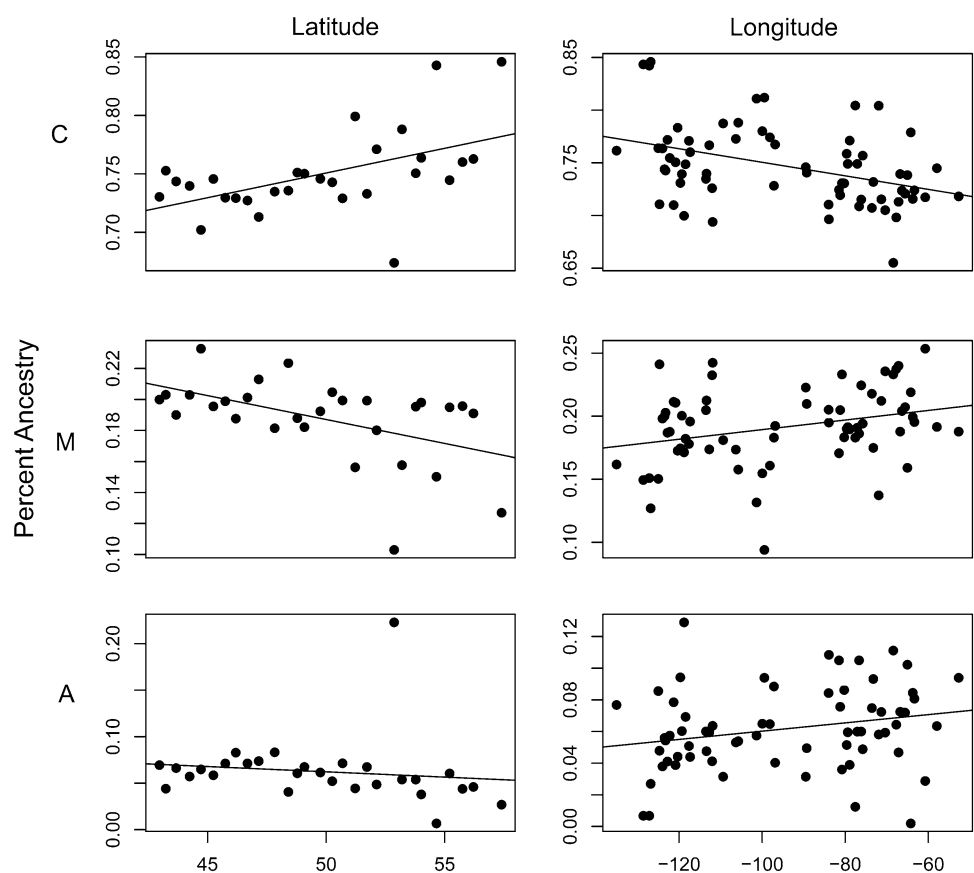 Latitude Longitude
C
0.70 0.75 0.80 0.85
0.65 0.75 0.85
Percent Ancestry
M
0.10 0.14 0.18 0.22
0.10 0.15 0.20 0.25
A
0.00 0.10 0.20
0.00 0.04 0.08 0.12
45 50 55
−120 −100 −80 −60